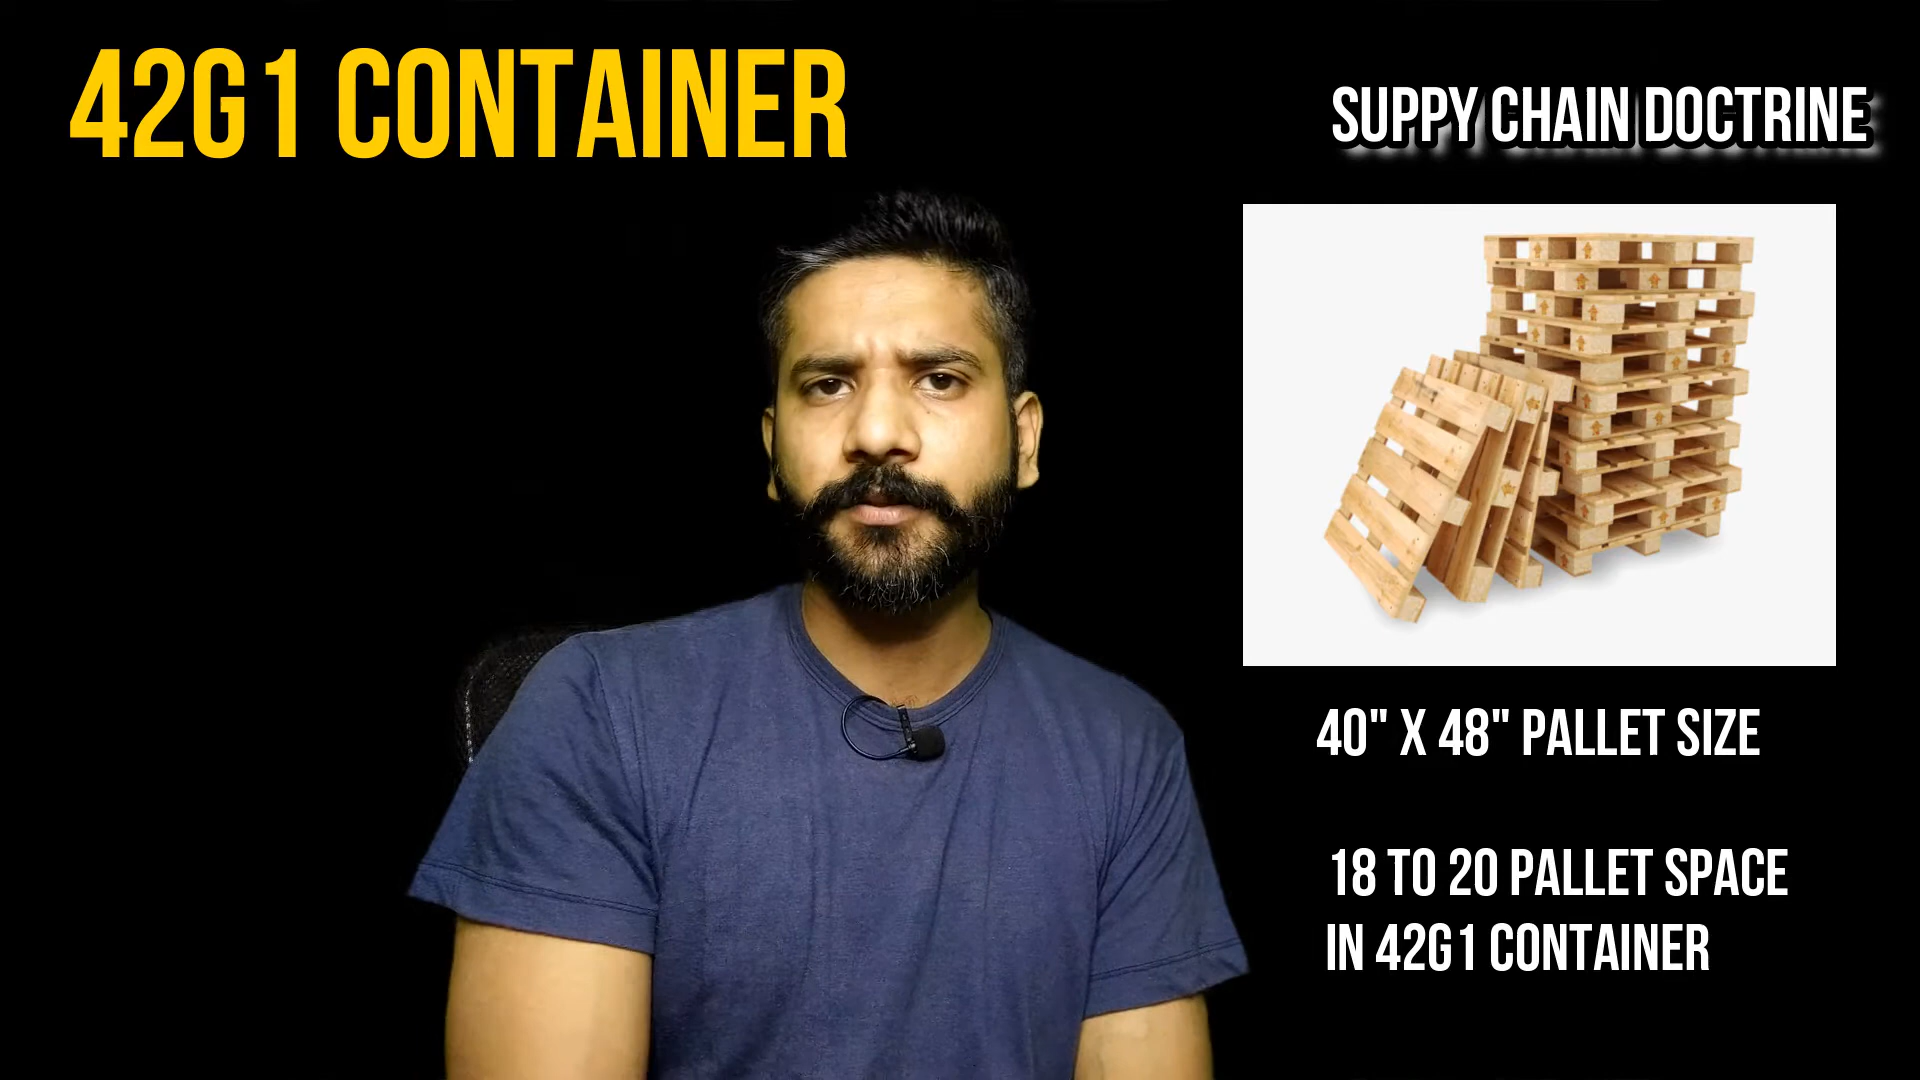 42G1 CONTAINER
SUPPY CHAIN DOCTRINE
40" X 48" PALLET SIZE
18 TO 20 PALLET SPACE
IN 42G1 CONTAINER